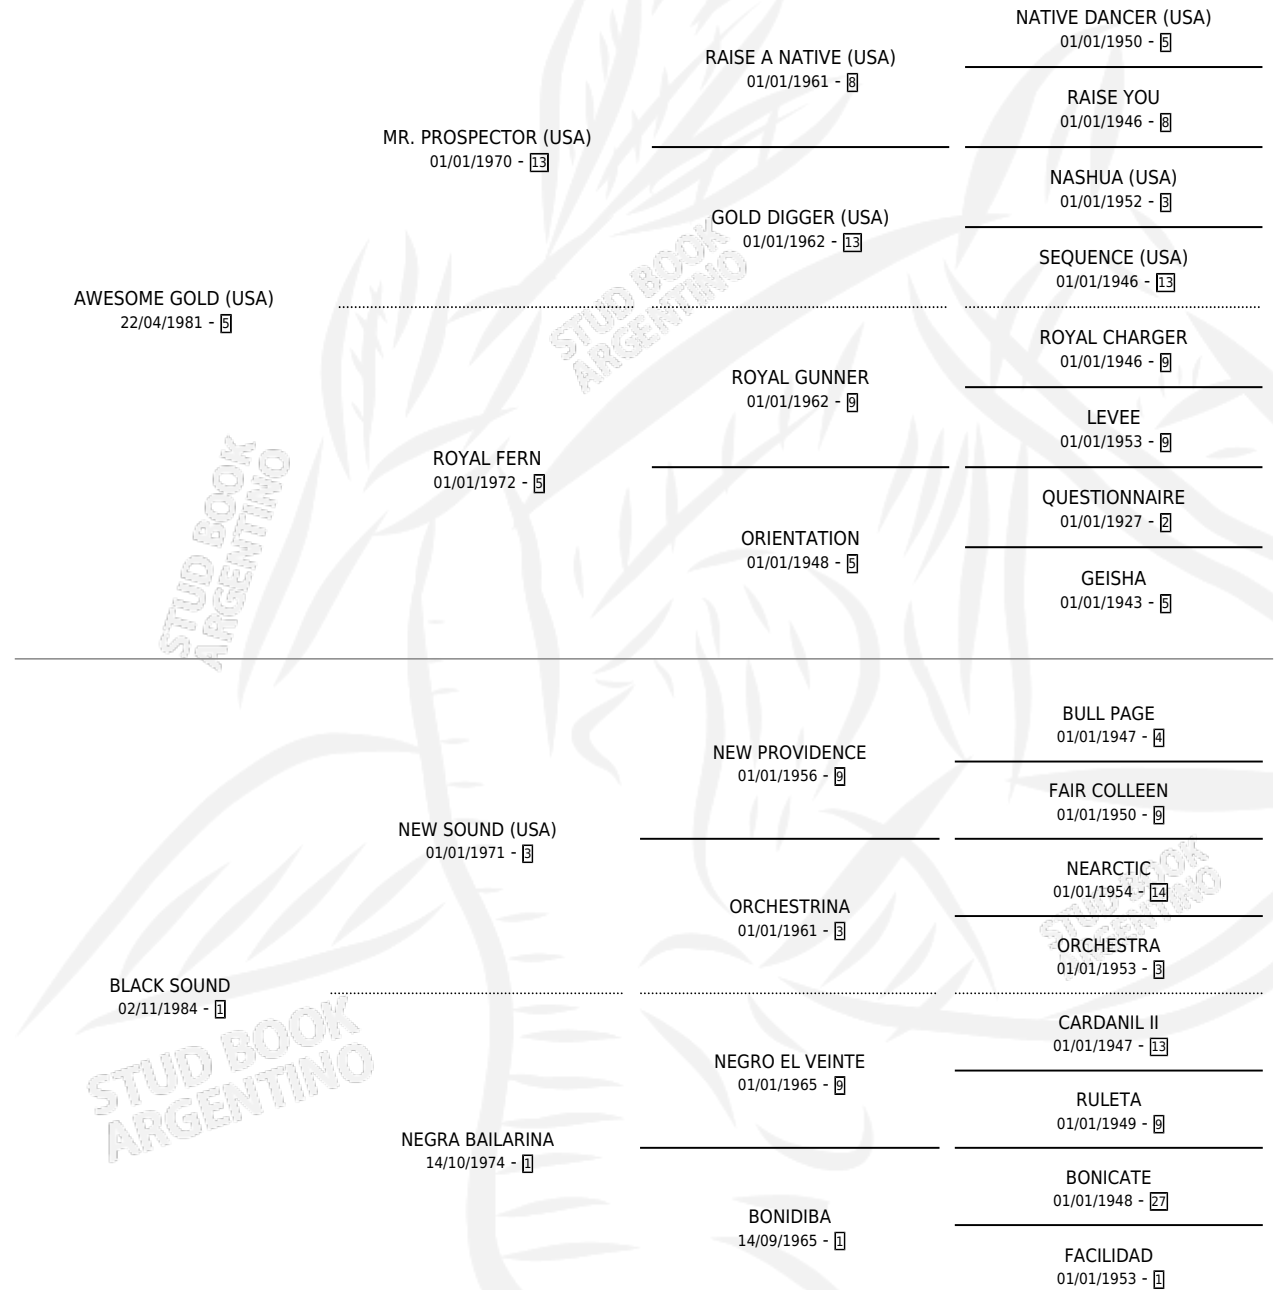 NATIVE DANCER (USA)
01/01/1950 - 5
RAISE A NATIVE (USA)
01/01/1961 - 8
RAISE YOU
01/01/1946 - 8
MR. PROSPECTOR (USA)
01/01/1970 - 13
NASHUA (USA)
01/01/1952 - 3
GOLD DIGGER (USA)
01/01/1962 - 13
SEQUENCE (USA)
01/01/1946 - 13
AWESOME GOLD (USA)
22/04/1981 - 5
ROYAL CHARGER
01/01/1946 - 9
ROYAL GUNNER
01/01/1962 - 9
LEVEE
01/01/1953 - 9
ROYAL FERN
01/01/1972 - 5
QUESTIONNAIRE
01/01/1927 - 2
ORIENTATION
01/01/1948 - 5
GEISHA
01/01/1943 - 5
BULL PAGE
01/01/1947 - 4
NEW PROVIDENCE
01/01/1956 - 9
FAIR COLLEEN
01/01/1950 - 9
NEW SOUND (USA)
01/01/1971 - 3
NEARCTIC
01/01/1954 - 14
ORCHESTRINA
01/01/1961 - 3
ORCHESTRA
01/01/1953 - 3
BLACK SOUND
02/11/1984 - 1
CARDANIL II
01/01/1947 - 13
NEGRO EL VEINTE
01/01/1965 - 9
RULETA
01/01/1949 - 9
NEGRA BAILARINA
14/10/1974 - 1
BONICATE
01/01/1948 - 27
BONIDIBA
14/09/1965 - 1
FACILIDAD
01/01/1953 - 1
STUD BOOK
ARGENTINO
STUD BOOK
ARGENTINO
STUD BOOK
ARGENTINO
STUD BOOK
ARGENTINO